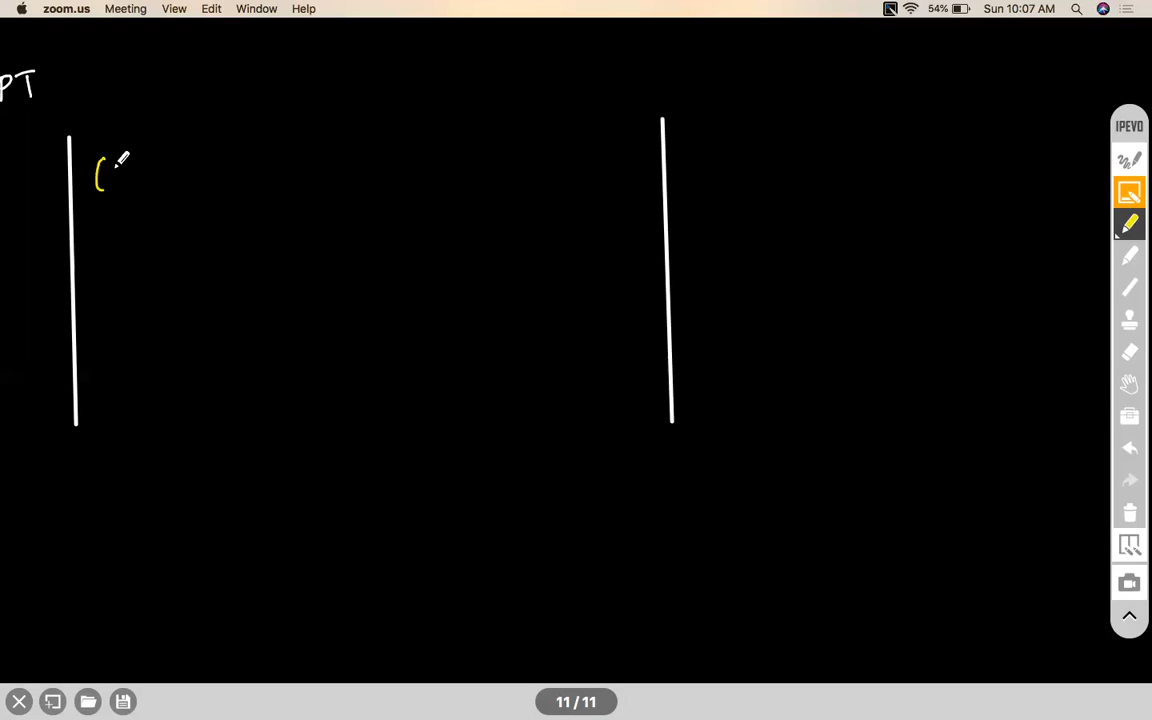 zoom.us Meeting View Edit Window Help 54% Sun 10:07 AM
PT
(
IPEVO
11/11